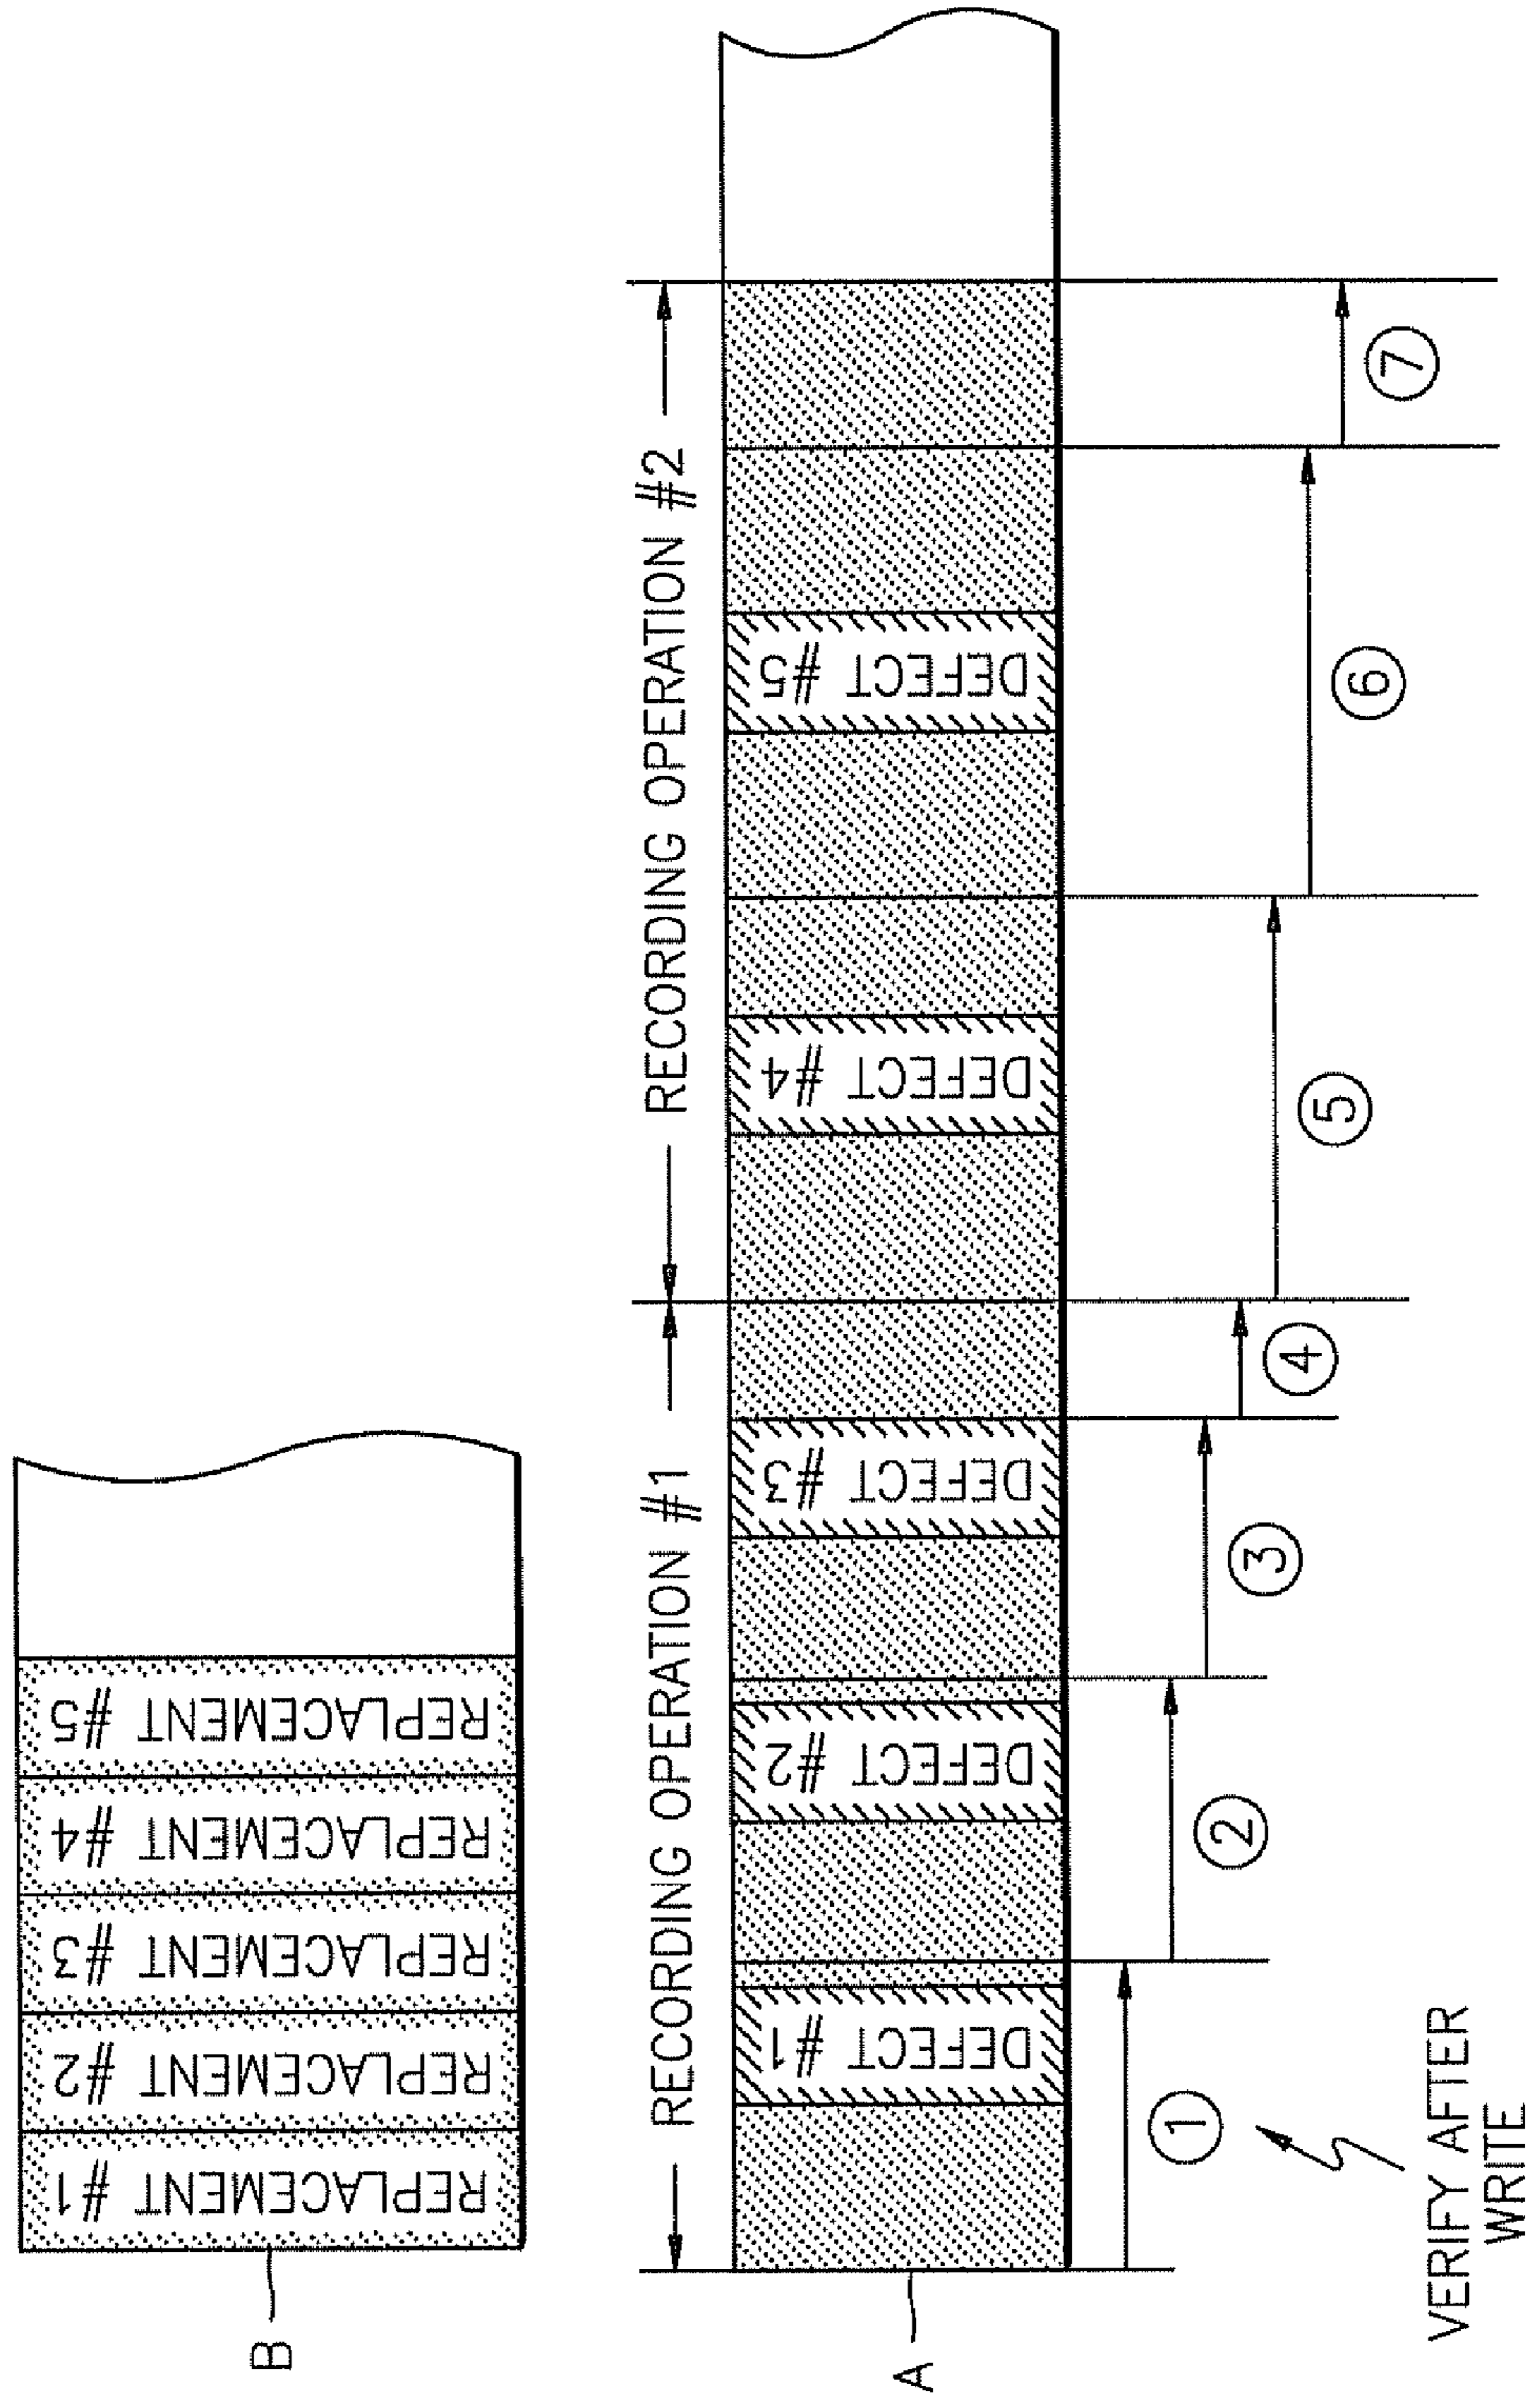 REPLACEMENT #1
REPLACEMENT #2
REPLACEMENT #3
REPLACEMENT #4
REPLACEMENT #5
B
RECORDING OPERATION #1
RECORDING OPERATION #2
DEFECT #1
DEFECT #2
DEFECT #3
DEFECT #4
DEFECT #5
A
①
②
③
④
⑤
⑥
⑦
VERIFY AFTER
WRITE